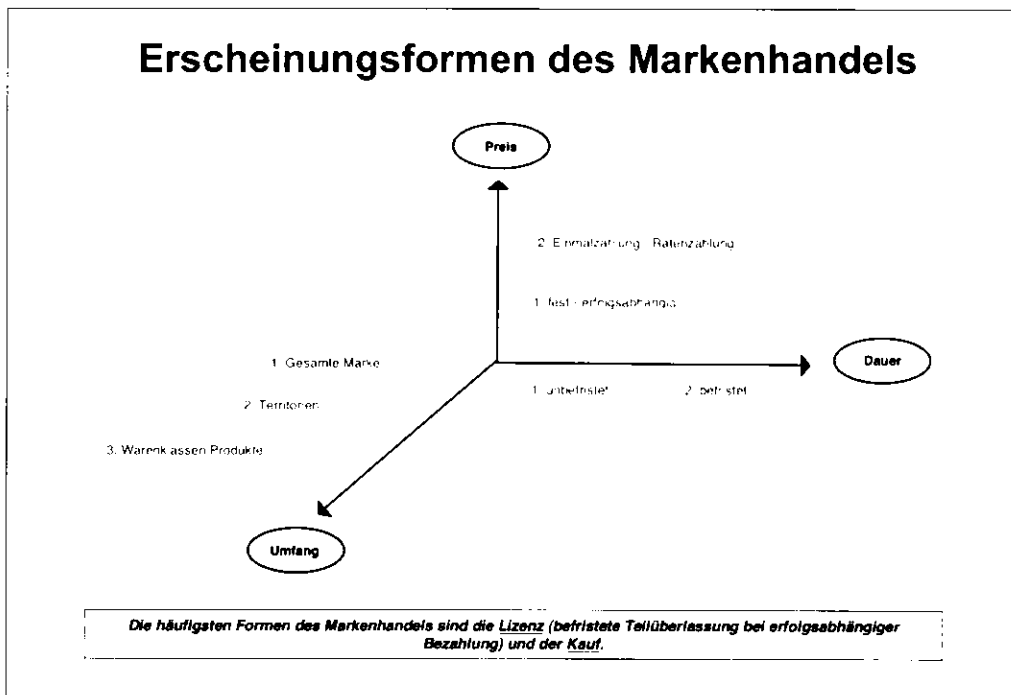 Erscheinungsformen des Markenhandels
Preis
2. Einmalzahlung - Ratenzahlung
1. fest - erfolgsabhängig
1. Gesamte Marke
Dauer
1. unbefristet
2. befristet
2. Territorien
3. Warenklassen Produkte
Umfang
Die häufigsten Formen des Markenhandels sind die Lizenz (befristete Teilüberlassung bei erfolgsabhängiger
Bezahlung) und der Kauf.